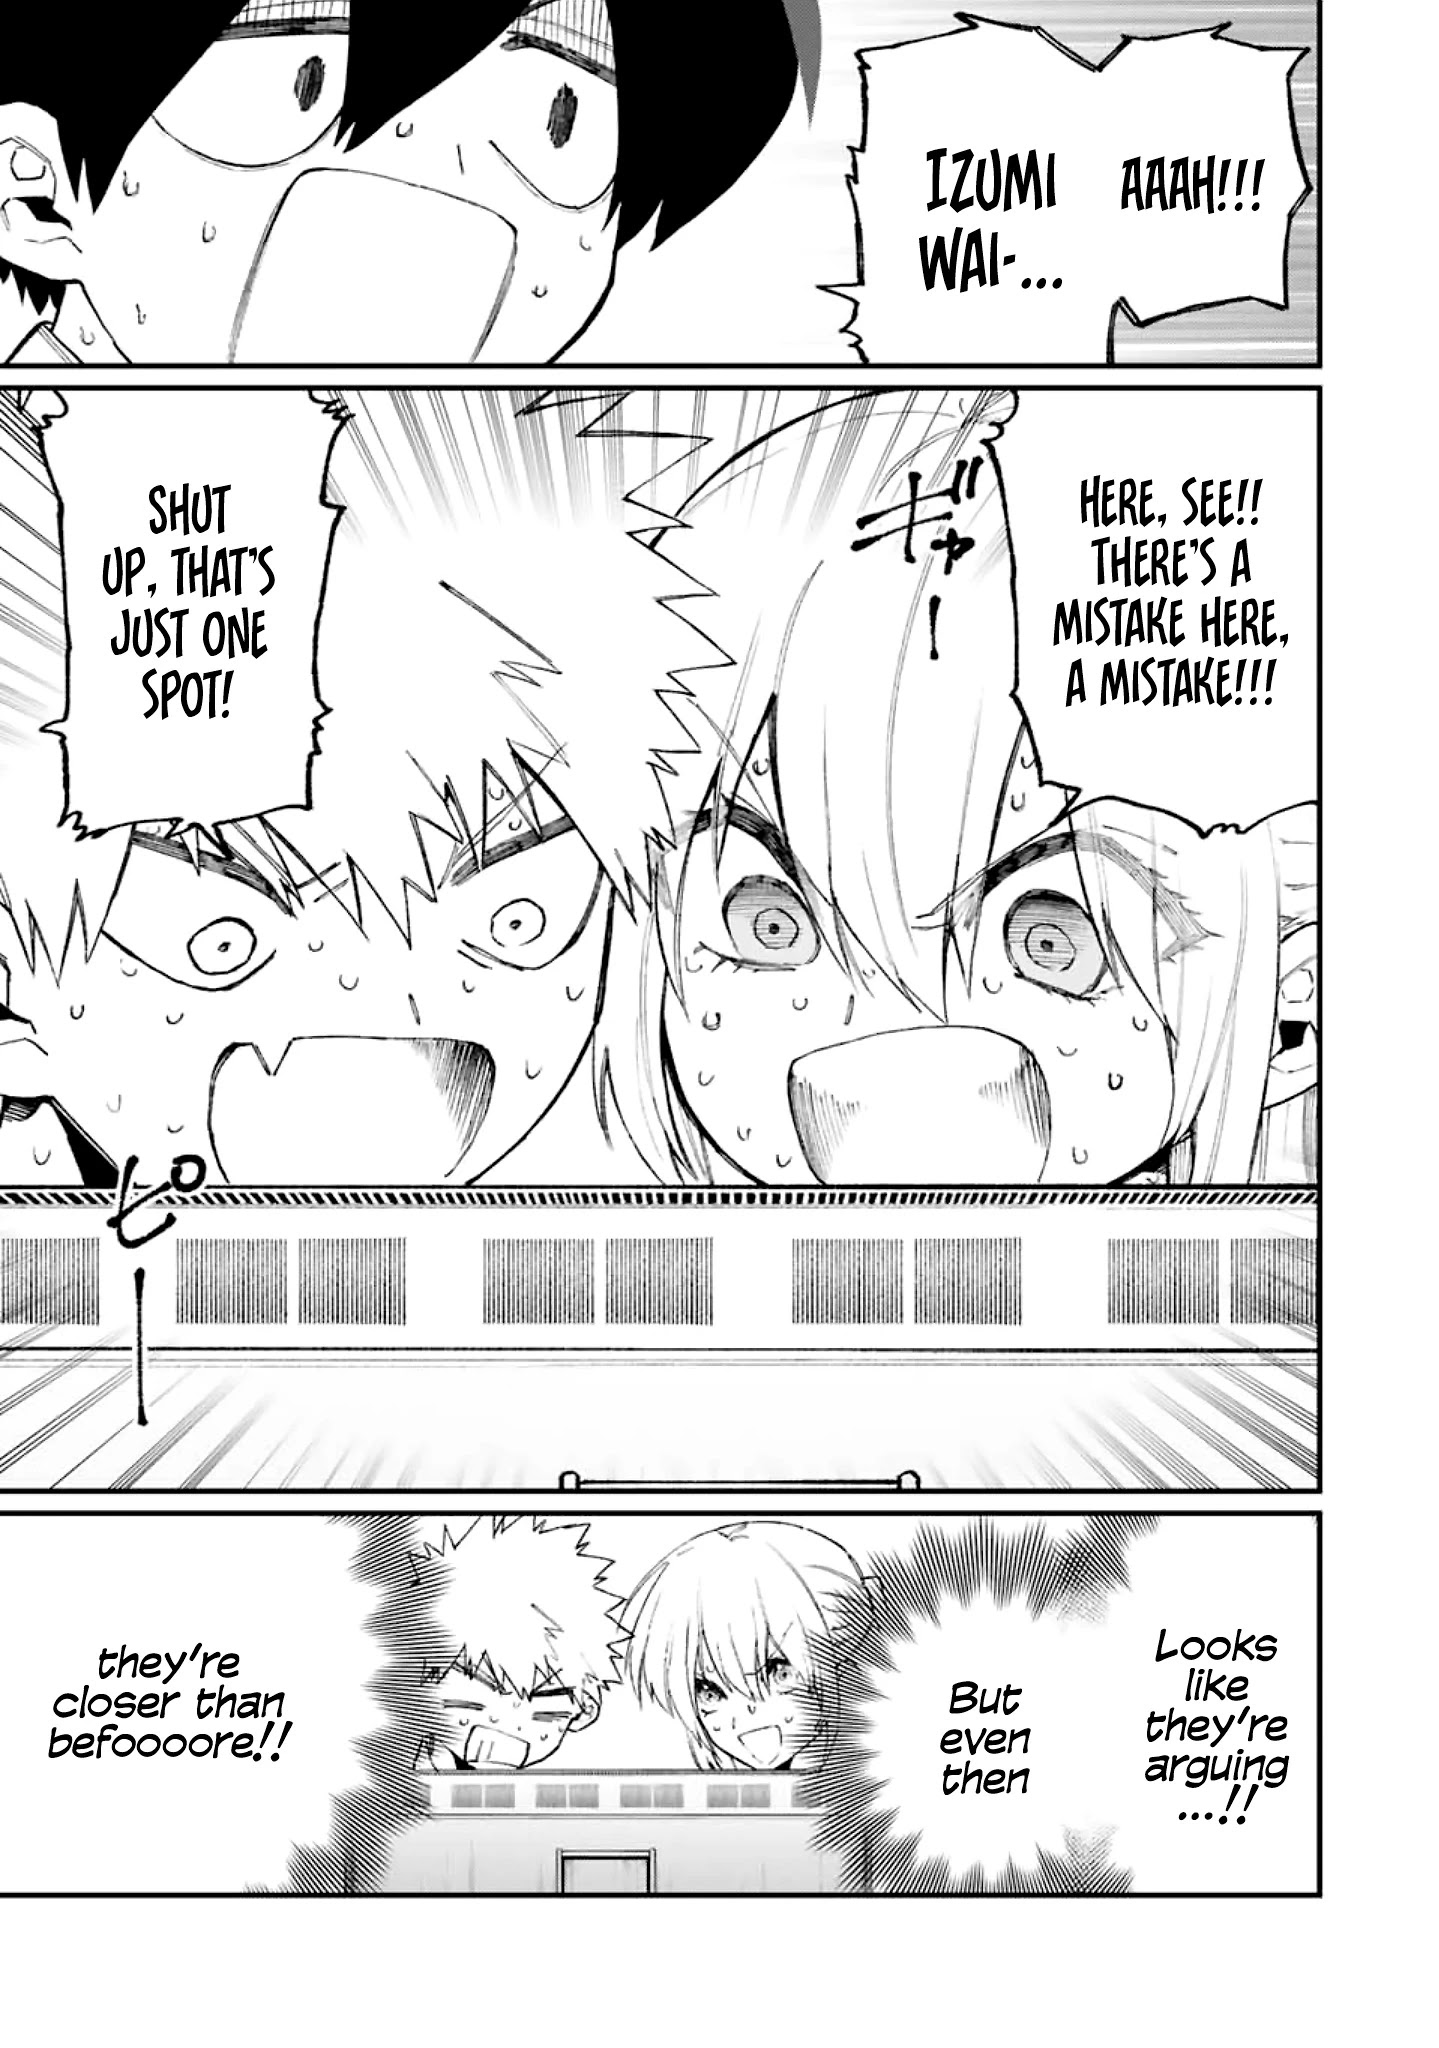 AAAH!!!
IZUMI
WAI-...
HERE, SEE!!
THERE'S A
MISTAKE HERE,
A MISTAKE!!!
ギャー
SHUT
UP, THAT'S
JUST ONE
SPOT!
ピー
Looks
like
they're
arguing
...!!
But
even
then
they're
closer than
befoooore!!